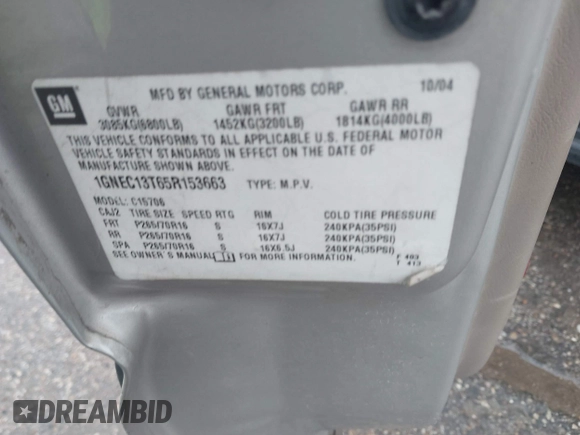 GM
MFD BY GENERAL MOTORS CORP. 10/04
GVWR GAWR FRT GAWR RR
3085KG(6800LB) 1452KG(3200LB) 1814KG(4000LB)
THIS VEHICLE CONFORMS TO ALL APPLICABLE U.S. FEDERAL MOTOR
VEHICLE SAFETY STANDARDS IN EFFECT ON THE DATE OF
MANUFACTURE SHOWN ABOVE.
1GNEC13T65R153663 TYPE: M.P.V.
MODEL: C15706
CAJ2 TIRE SIZE SPEED RTG RIM COLD TIRE PRESSURE
FRT P265/70R16 S 16X7J 240KPA(35PSI)
RR P265/70R16 S 16X7J 240KPA(35PSI)
SPA P265/70R16 S 16X6.5J 240KPA(35PSI)
SEE OWNER'S MANUAL FOR MORE INFORMATION.
F 403
T 413
DREAMBID